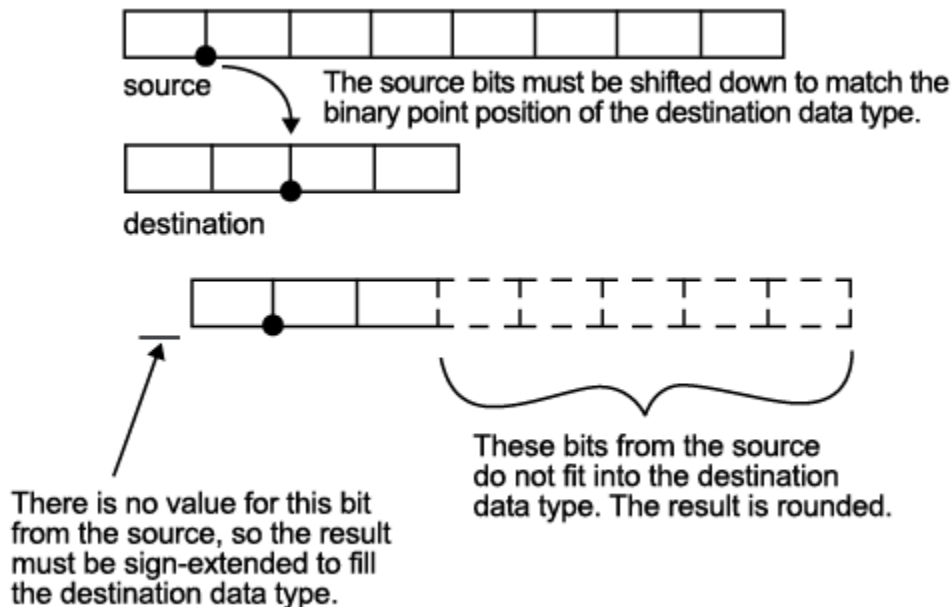 source
The source bits must be shifted down to match the
binary point position of the destination data type.
destination
These bits from the source
do not fit into the destination
data type. The result is rounded.
There is no value for this bit
from the source, so the result
must be sign-extended to fill
the destination data type.